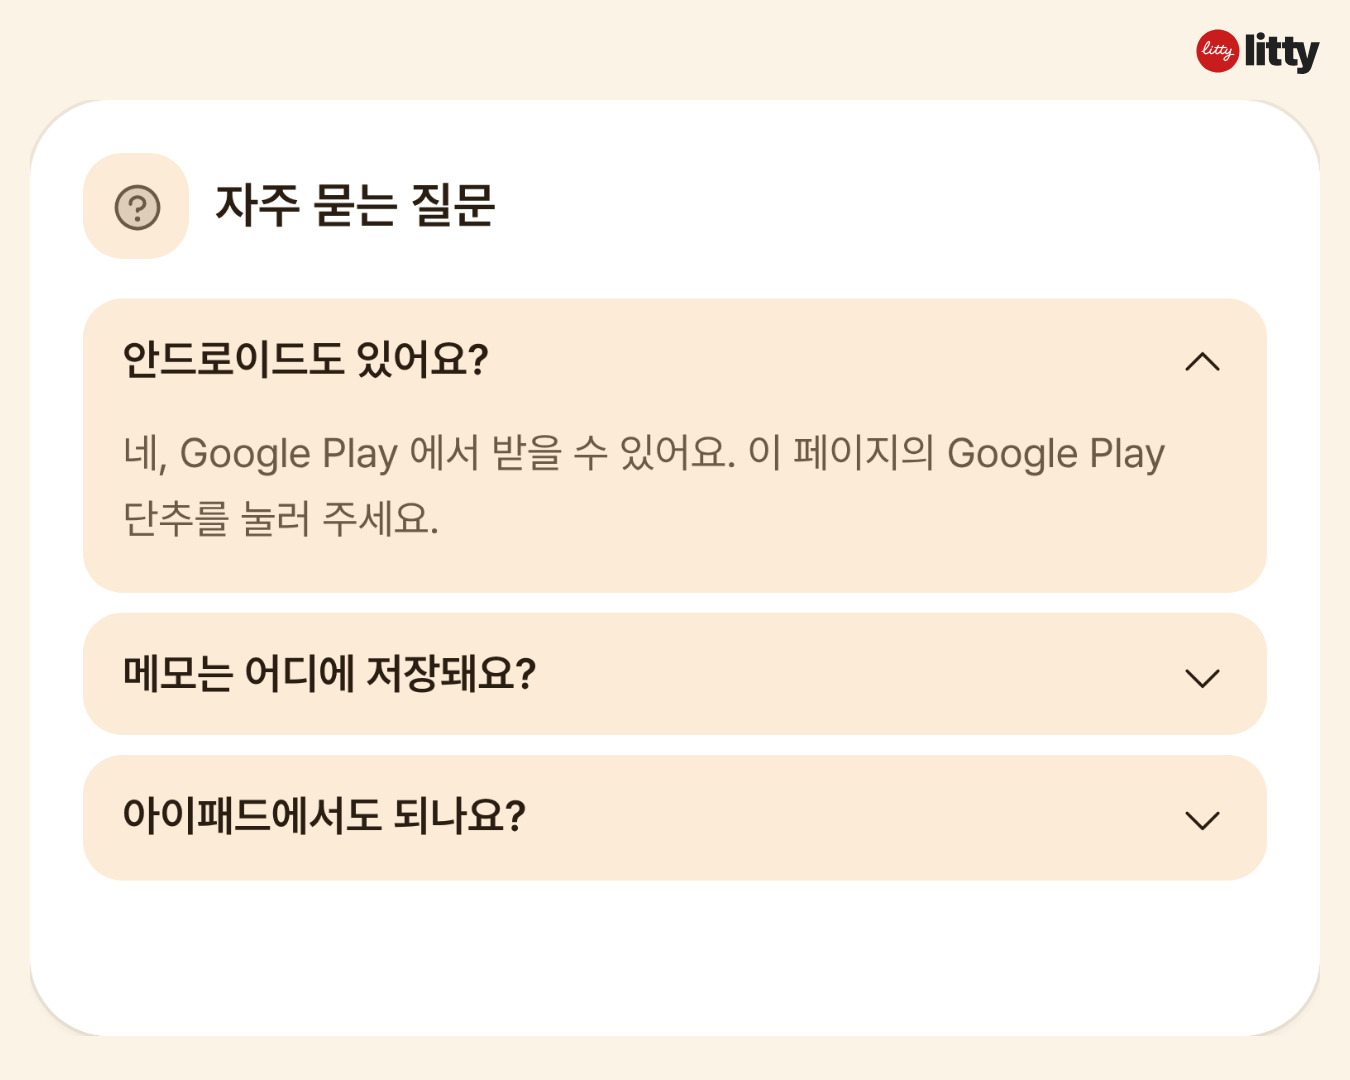 litty litty
자주 묻는 질문
안드로이드도 있어요?
네, Google Play 에서 받을 수 있어요. 이 페이지의 Google Play
단추를 눌러 주세요.
메모는 어디에 저장돼요?
아이패드에서도 되나요?